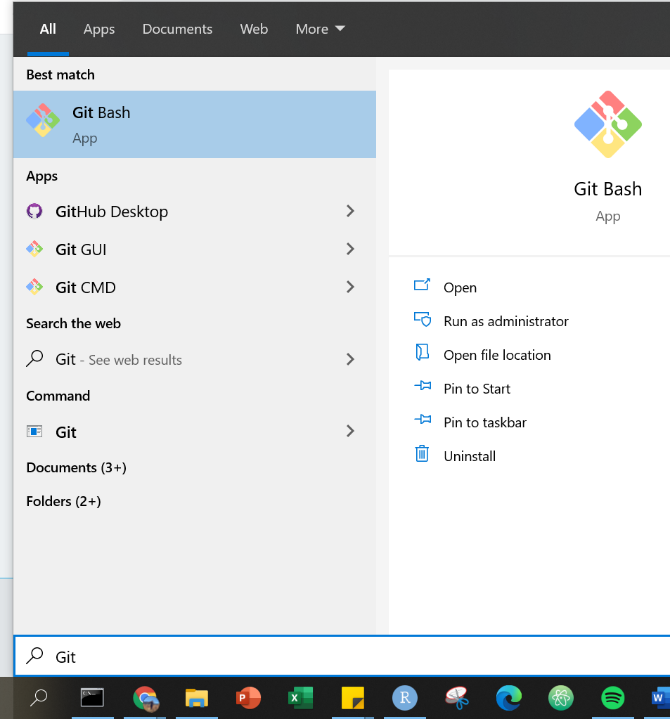 All Apps Documents Web More
Best match
Git Bash
App
Apps
GitHub Desktop
Git GUI
Git CMD
Search the web
Git - See web results
Command
Git
Documents (3+)
Folders (2+)
Git Bash
App
Open
Run as administrator
Open file location
Pin to Start
Pin to taskbar
Uninstall
Git
P X R W